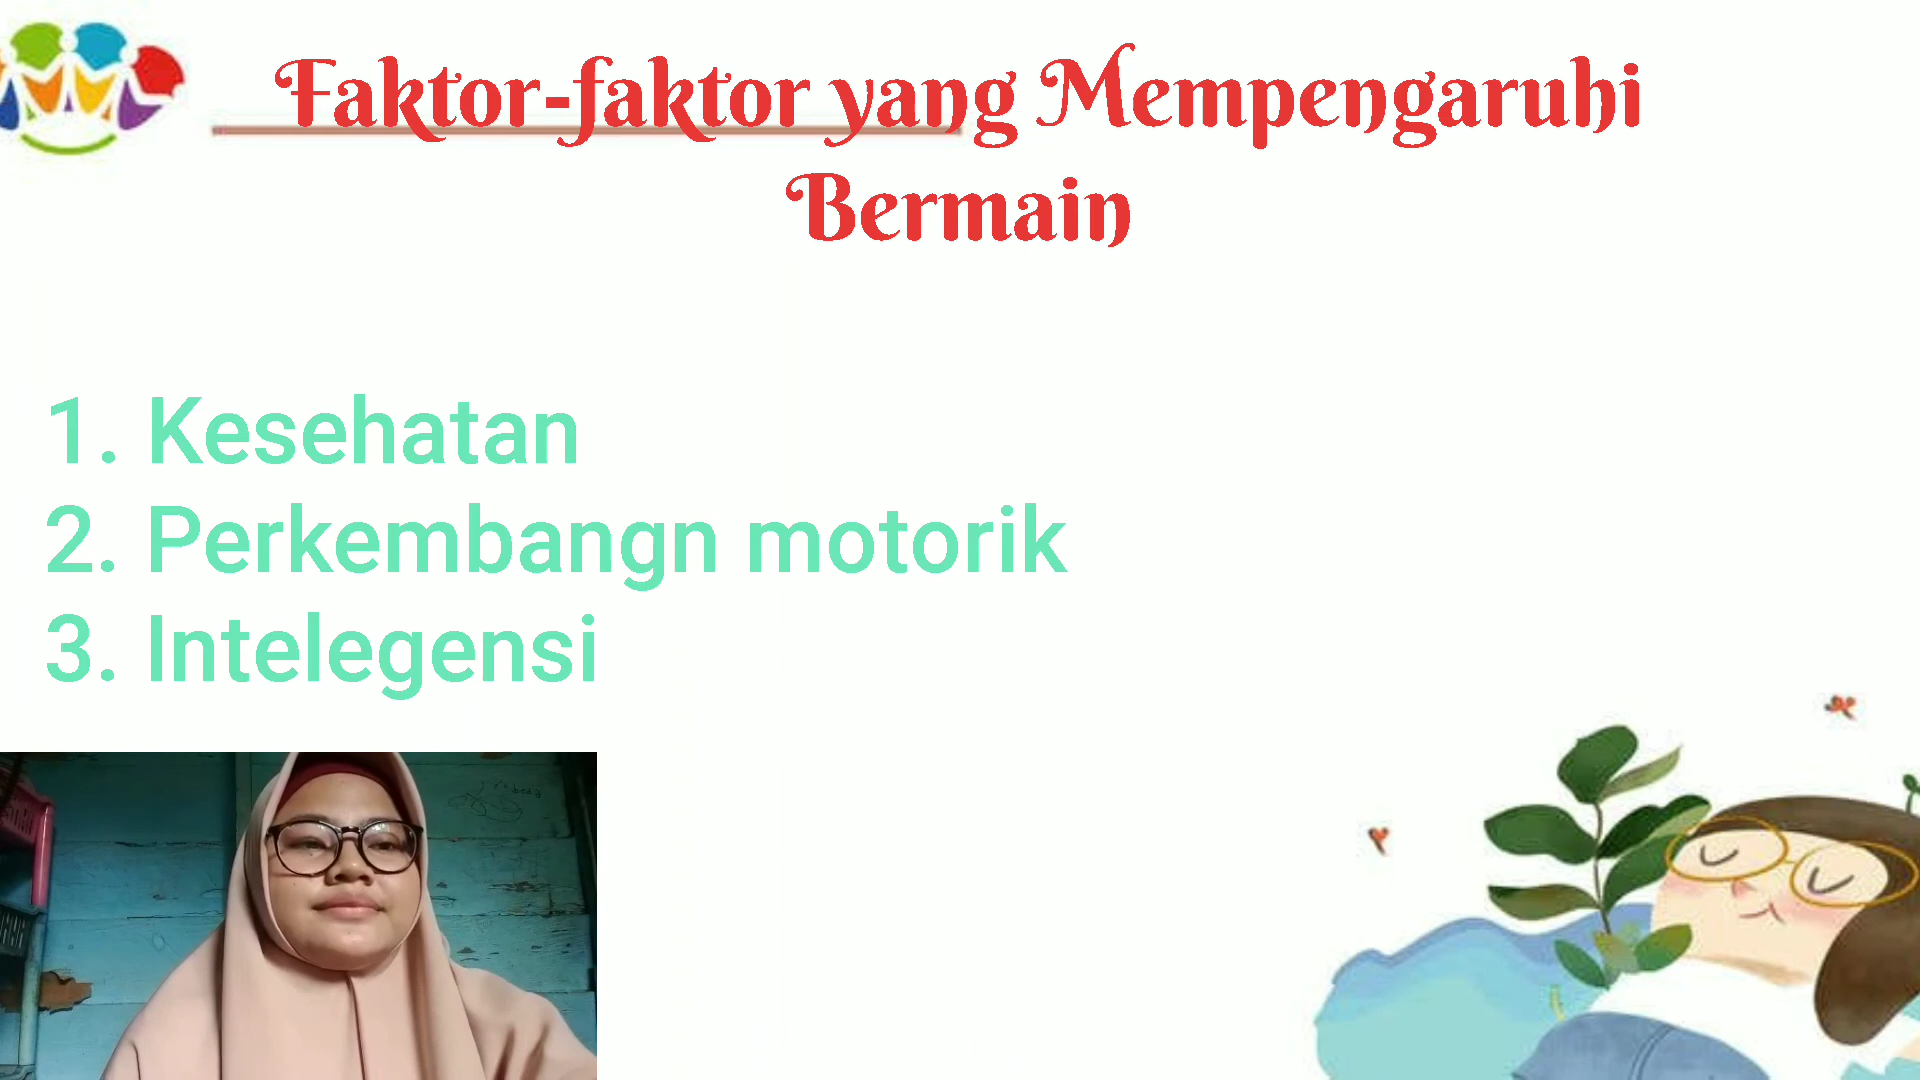 Faktor-faktor yang Mempengaruhi
Bermain
1. Kesehatan
2. Perkembangn motorik
3. Intelegensi